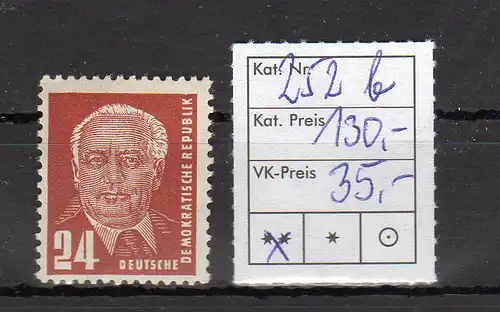 24
DEUTSCHE
DEMOKRATISCHE REPUBLIK
Kat. Nr. 252 b
Kat. Preis 130,-
VK-Preis 35,-